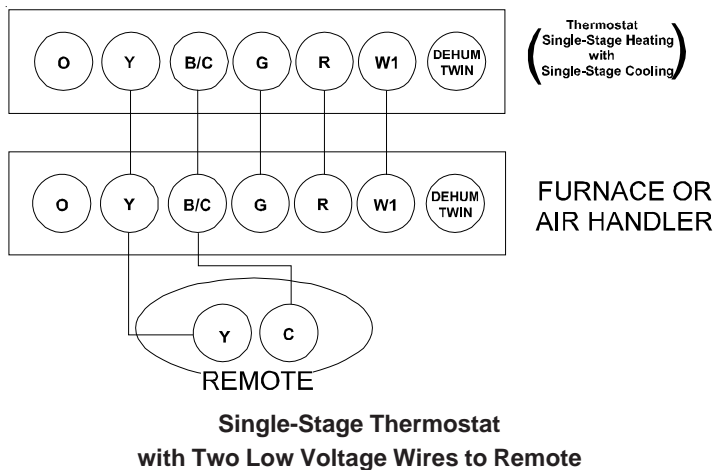 O Y B/C G R W1 DEHUM
TWIN
( Thermostat
Single-Stage Heating
with
Single-Stage Cooling )
O Y B/C G R W1 DEHUM
TWIN
FURNACE OR
AIR HANDLER
Y C
REMOTE
Single-Stage Thermostat
with Two Low Voltage Wires to Remote